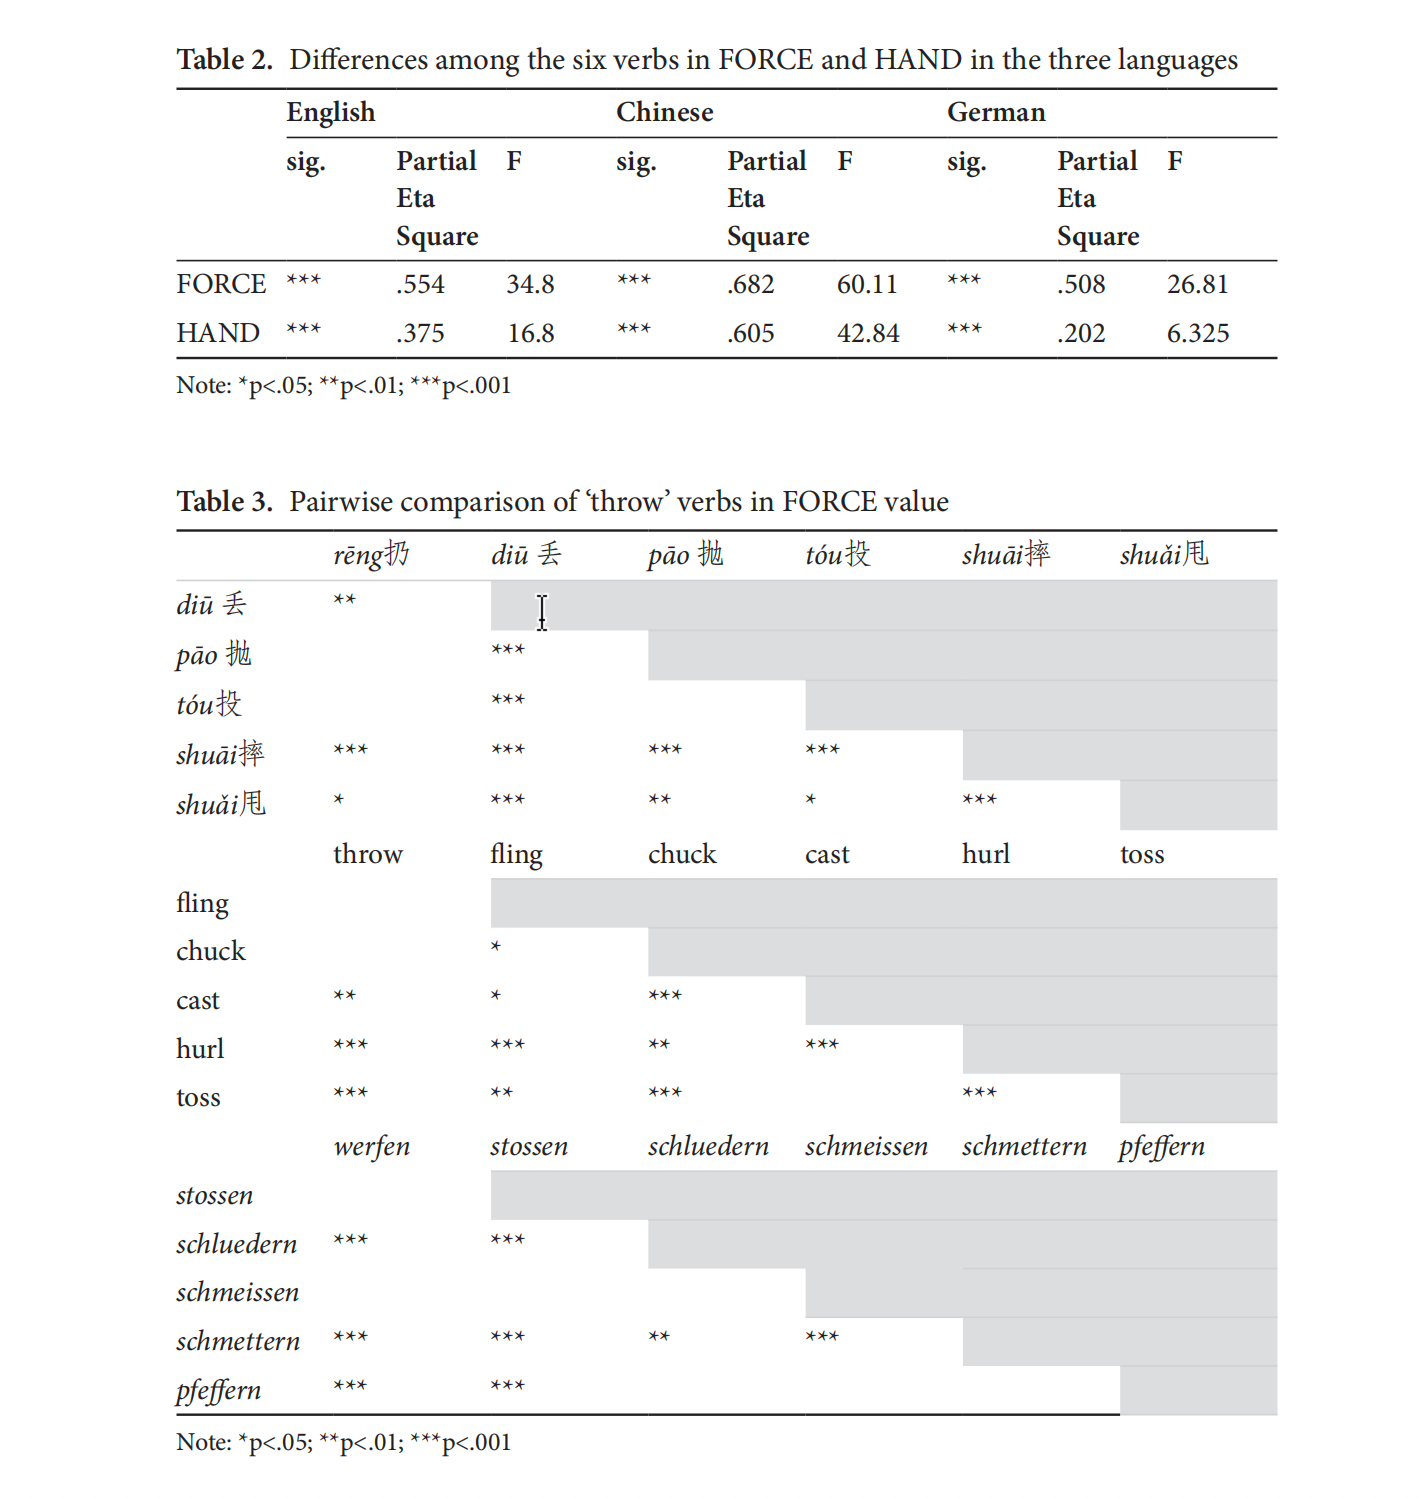 Table 2. Differences among the six verbs in FORCE and HAND in the three languages
English Chinese German
sig. Partial Eta Square F sig. Partial Eta Square F sig. Partial Eta Square F
FORCE *** .554 34.8 *** .682 60.11 *** .508 26.81
HAND *** .375 16.8 *** .605 42.84 *** .202 6.325
Note: *p<.05; **p<.01; ***p<.001
Table 3. Pairwise comparison of ‘throw’ verbs in FORCE value
rēng扔 diū 丢 pāo 抛 tóu投 shuāi摔 shuǎi甩
diū 丢 **
pāo 抛 ***
tóu投 ***
shuāi摔 *** *** *** ***
shuǎi甩 * *** ** * ***
throw fling chuck cast hurl toss
fling
chuck *
cast ** * ***
hurl *** *** ** ***
toss *** ** *** ***
werfen stossen schluedern schmeissen schmettern pfeffern
stossen
schluedern *** ***
schmeissen
schmettern *** *** ** ***
pfeffern *** ***
Note: *p<.05; **p<.01; ***p<.001